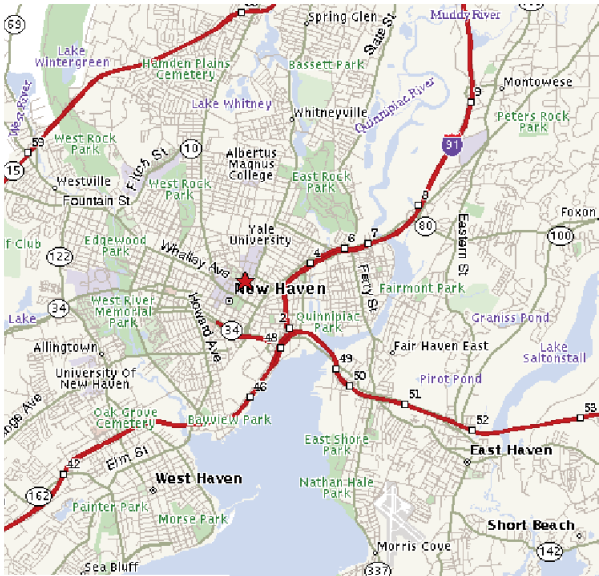 69
Spring Glen
State St
Muddy River
Lake
Wintergreen
Hamden Plains
Cemetery
Bassett Park
Montowese
West River
Lake Whitney
Quinnipiac River
9
Whitneyville
Peters Rock
Park
59
West Rock
Park
10
Albertus
Magnus
College
91
15
Fitch St
East Rock
Park
Westville
West Rock
Park
Fountain St
8
Foxon
Yale
University
80
100
f Club
Edgewood
Park
Whalley Ave
6
7
Eastern St
122
4
New Haven
Ferry St
Fairmont Park
34
West River
Memorial
Park
Howard Ave
Lake
34
2
Quinnipiac
Park
Graniss Pond
Allingtown
48
Fair Haven East
Lake
Saltonstall
University Of
New Haven
49
50
Pirot Pond
46
51
nge Ave
Oak Grove
Cemetery
Bayview Park
52
53
Elm St
East Shore
Park
East Haven
42
West Haven
Nathan Hale
Park
162
Painter Park
Morse Park
Short Beach
Morris Cove
142
Sea Bluff
337